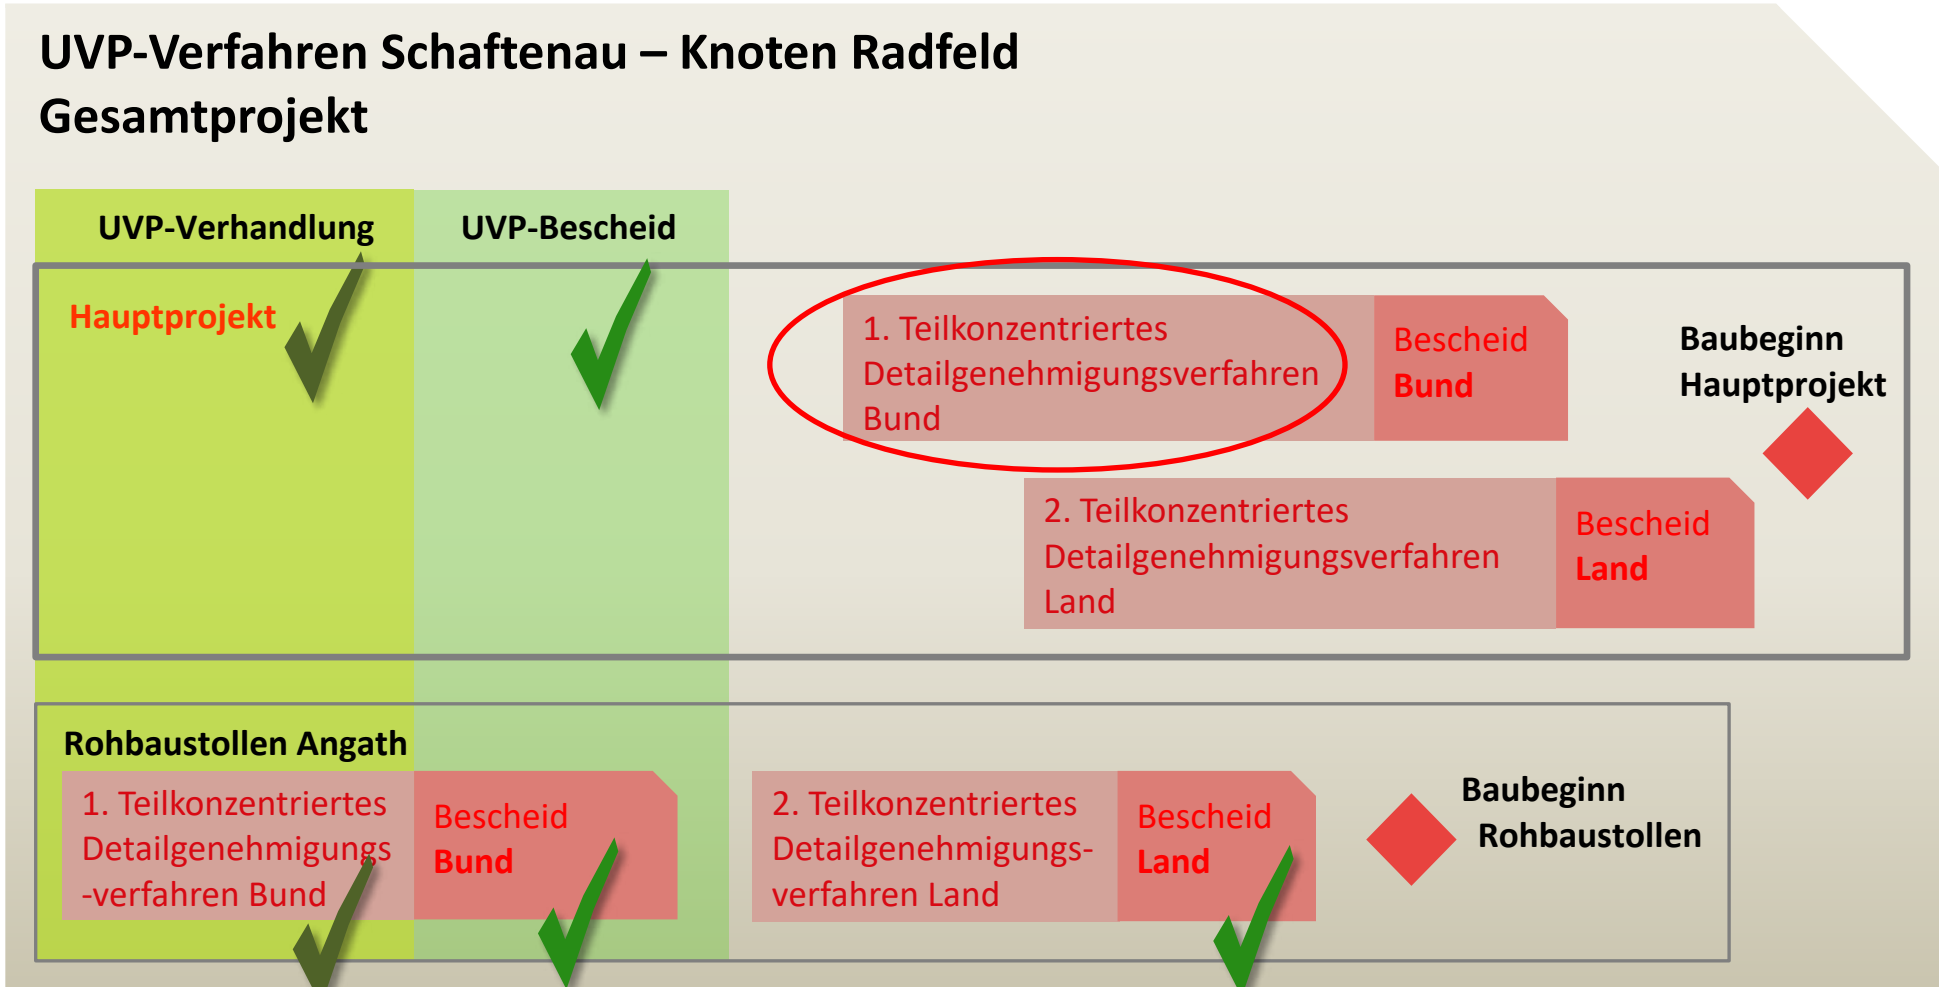 UVP-Verfahren Schaftenau – Knoten Radfeld
Gesamtprojekt
UVP-Verhandlung
UVP-Bescheid
Hauptprojekt
1. Teilkonzentriertes
Detailgenehmigungsverfahren
Bund
Bescheid
Bund
Baubeginn
Hauptprojekt
2. Teilkonzentriertes
Detailgenehmigungsverfahren
Land
Bescheid
Land
Rohbaustollen Angath
1. Teilkonzentriertes
Detailgenehmigungs
-verfahren Bund
Bescheid
Bund
2. Teilkonzentriertes
Detailgenehmigungs-
verfahren Land
Bescheid
Land
Baubeginn
Rohbaustollen